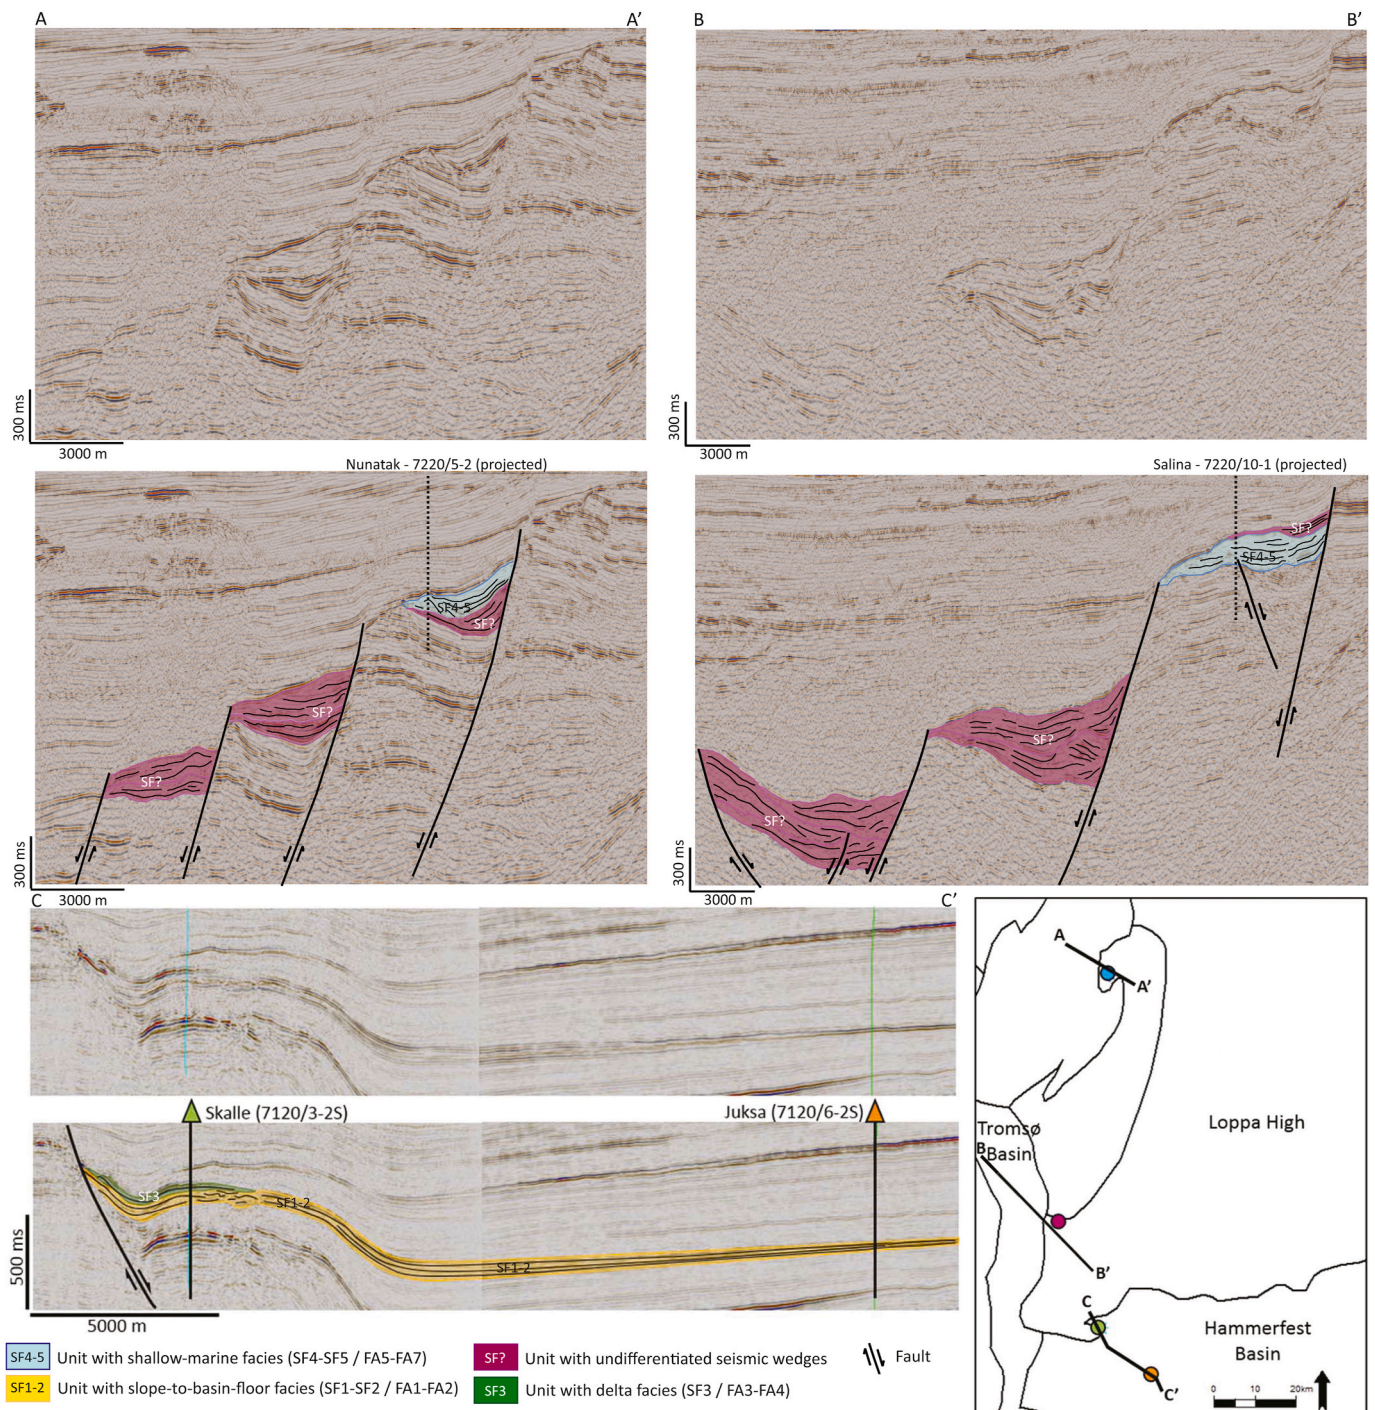 A
A'
B
B'
300 ms
3000 m
300 ms
3000 m
Nunatak - 7220/5-2 (projected)
Salina - 7220/10-1 (projected)
SF4-5
SF?
SF?
SF?
SF?
SF4-5
SF?
SF?
300 ms
3000 m
300 ms
3000 m
C
C'
Skalle (7120/3-2S)
Juksa (7120/6-2S)
SF3
SF1-2
SF1-2
500 ms
5000 m
A
A'
Tromsø
Basin
B
B'
Loppa High
C
C'
Hammerfest
Basin
0 10 20km
SF4-5 Unit with shallow-marine facies (SF4-SF5 / FA5-FA7)
SF1-2 Unit with slope-to-basin-floor facies (SF1-SF2 / FA1-FA2)
SF? Unit with undifferentiated seismic wedges
SF3 Unit with delta facies (SF3 / FA3-FA4)
Fault